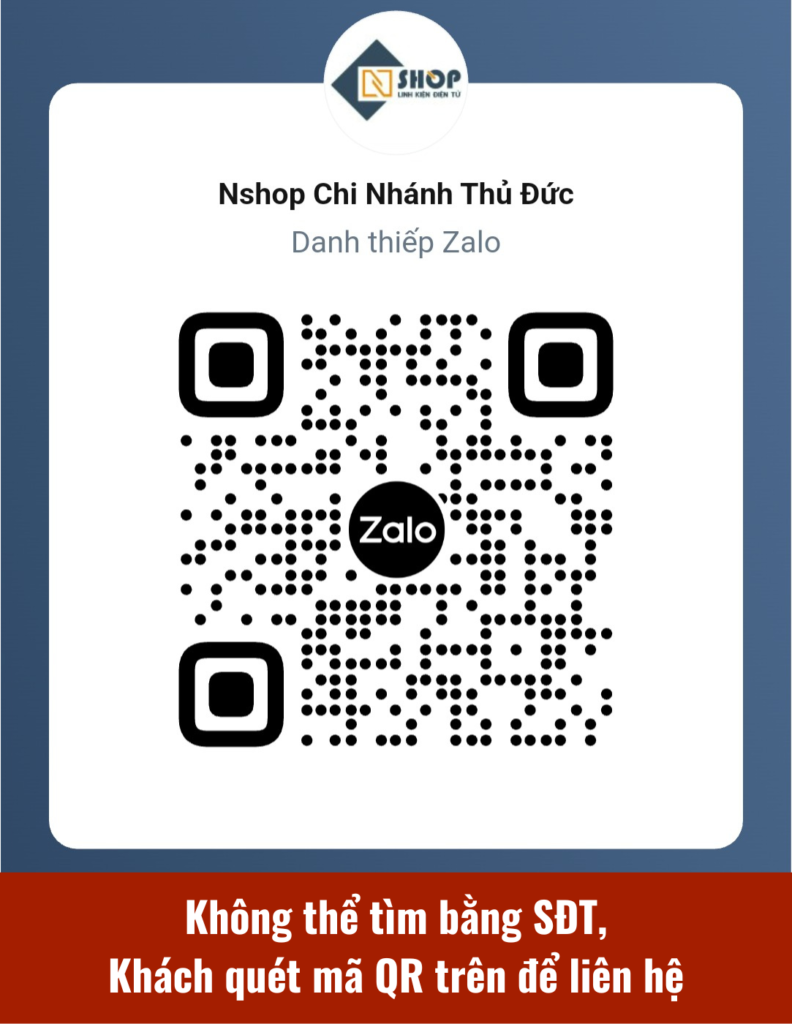 SHOP
LINH KIỆN ĐIỆN TỬ
Nshop Chi Nhánh Thủ Đức
Danh thiếp Zalo
Zalo
Không thể tìm bằng SĐT,
Khách quét mã QR trên để liên hệ